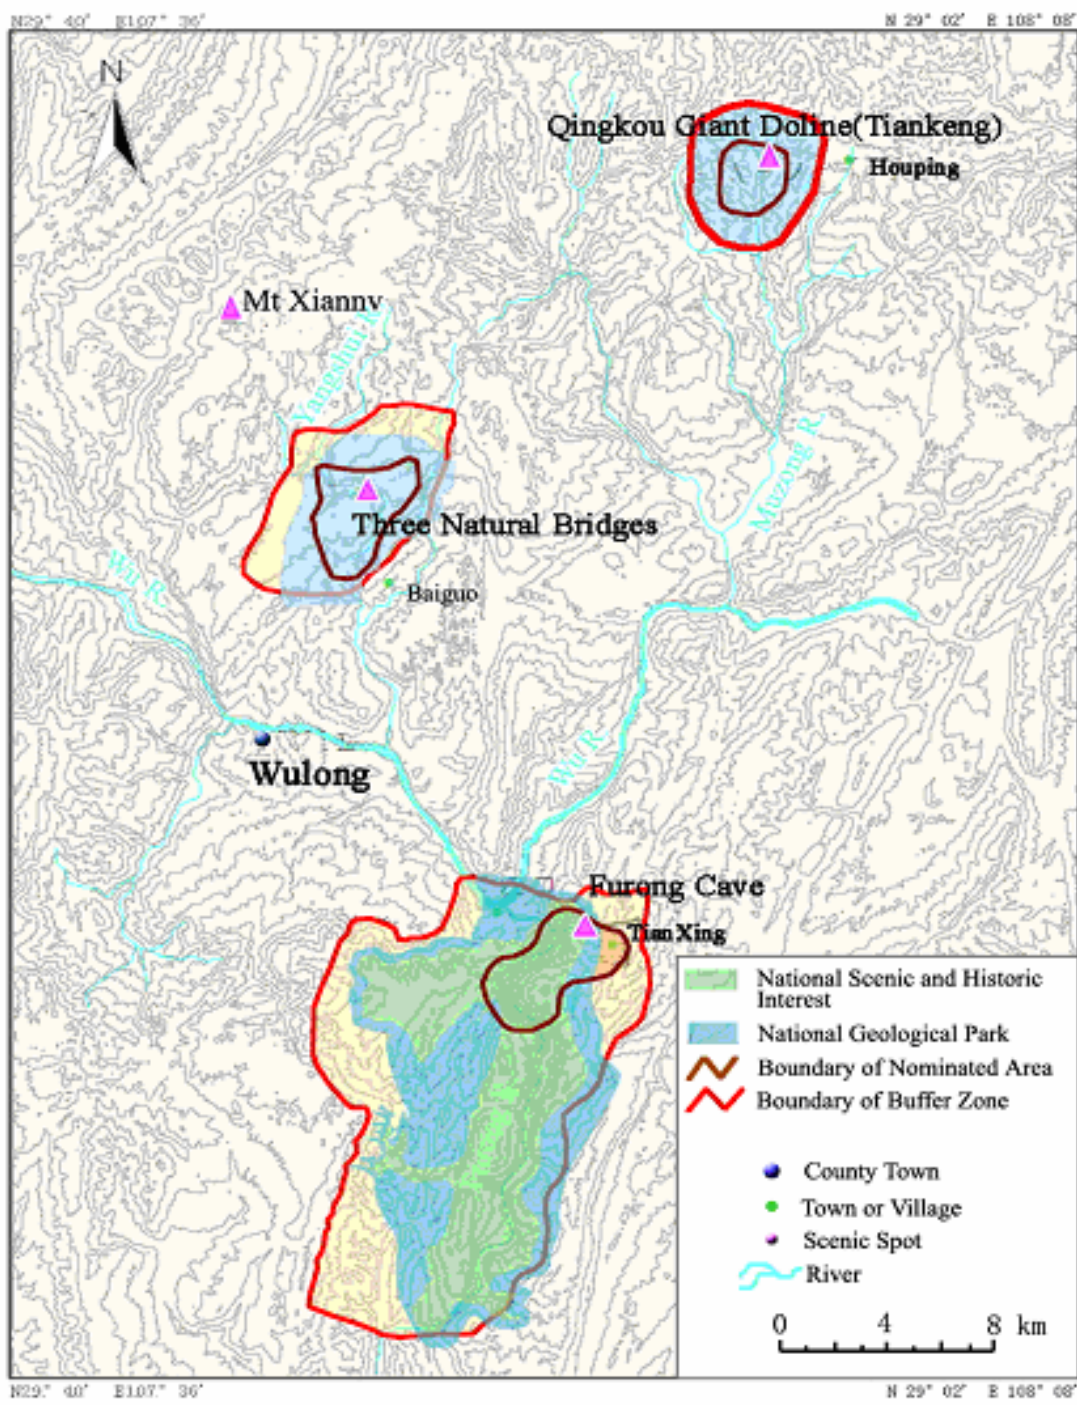 N29° 40' E107° 36'
N 29° 02' E 108° 08'
N
Qingkou Giant Doline(Tiankeng)
Houping
Mt Xiannv
Yangshui R.
Muzong R.
Three Natural Bridges
Wu R.
Baiguo
Wulong
Wu R.
Furong Cave
TianXing
National Scenic and Historic
Interest
National Geological Park
Boundary of Nominated Area
Boundary of Buffer Zone
County Town
Town or Village
Scenic Spot
River
0 4 8 km
N29° 40' E107° 36'
N 29° 02' E 108° 08'